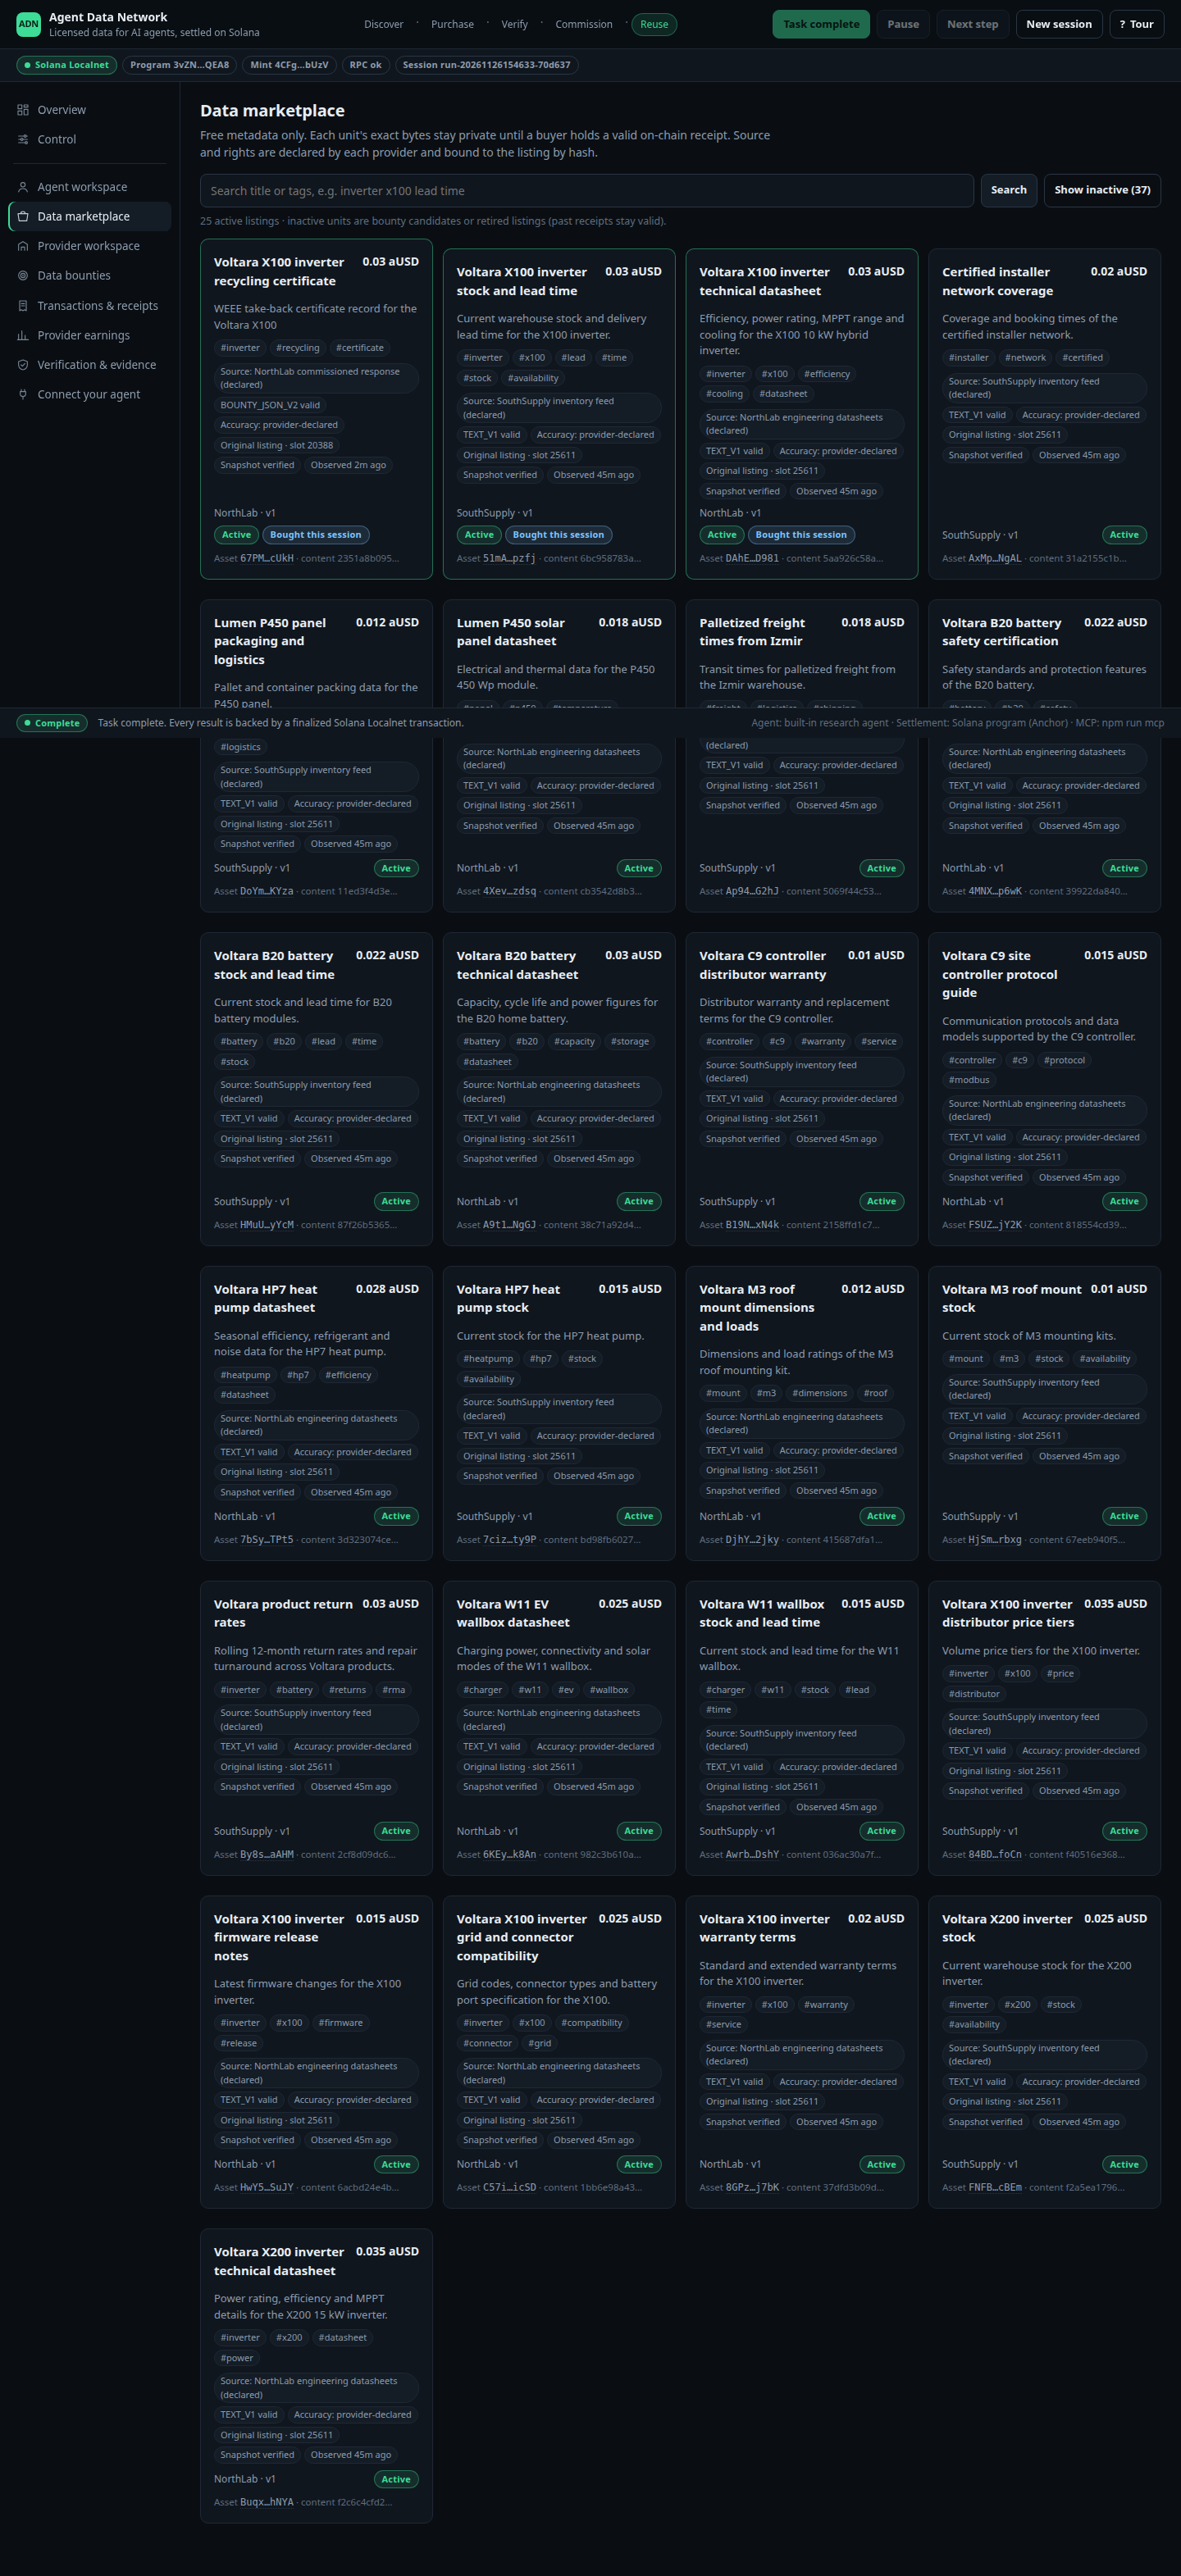 ADN
Agent Data Network
Licensed data for AI agents, settled on Solana
Discover · Purchase · Verify · Commission · Reuse
Task complete
Pause
Next step
New session
? Tour
Solana Localnet
Program 3vZN…QEA8
Mint 4CFg…bUzV
RPC ok
Session run-20261126154633-70d637
Overview
Control
Agent workspace
Data marketplace
Provider workspace
Data bounties
Transactions & receipts
Provider earnings
Verification & evidence
Connect your agent
Data marketplace
Free metadata only. Each unit's exact bytes stay private until a buyer holds a valid on-chain receipt. Source
and rights are declared by each provider and bound to the listing by hash.
Search title or tags, e.g. inverter x100 lead time
Search
Show inactive (37)
25 active listings · inactive units are bounty candidates or retired listings (past receipts stay valid).
Voltara X100 inverter 0.03 aUSD
recycling certificate
WEEE take-back certificate record for the
Voltara X100
#inverter #recycling #certificate
Source: NorthLab commissioned response
(declared)
BOUNTY_JSON_V2 valid
Accuracy: provider-declared
Original listing · slot 20388
Snapshot verified Observed 2m ago
NorthLab · v1
Active Bought this session
Asset 67PM…cUkH · content 2351a8b095…
Voltara X100 inverter 0.03 aUSD
stock and lead time
Current warehouse stock and delivery
lead time for the X100 inverter.
#inverter #x100 #lead #time
#stock #availability
Source: SouthSupply inventory feed
(declared)
TEXT_V1 valid Accuracy: provider-declared
Original listing · slot 25611
Snapshot verified Observed 45m ago
SouthSupply · v1
Active Bought this session
Asset 51mA…pzfj · content 6bc958783a…
Voltara X100 inverter 0.03 aUSD
technical datasheet
Efficiency, power rating, MPPT range and
cooling for the X100 10 kW hybrid
inverter.
#inverter #x100 #efficiency
#cooling #datasheet
Source: NorthLab engineering datasheets
(declared)
TEXT_V1 valid Accuracy: provider-declared
Original listing · slot 25611
Snapshot verified Observed 45m ago
NorthLab · v1
Active Bought this session
Asset DAhE…D981 · content 5aa926c58a…
Certified installer 0.02 aUSD
network coverage
Coverage and booking times of the
certified installer network.
#installer #network #certified
Source: SouthSupply inventory feed
(declared)
TEXT_V1 valid Accuracy: provider-declared
Original listing · slot 25611
Snapshot verified Observed 45m ago
SouthSupply · v1 Active
Asset AxMp…NgAL · content 31a2155c1b…
Lumen P450 panel 0.012 aUSD
packaging and
logistics
Pallet and container packing data for the
P450 panel.
#logistics
Source: SouthSupply inventory feed
(declared)
TEXT_V1 valid Accuracy: provider-declared
Original listing · slot 25611
Snapshot verified Observed 45m ago
SouthSupply · v1 Active
Asset DoYm…KYza · content 11ed3f4d3e…
Lumen P450 solar 0.018 aUSD
panel datasheet
Electrical and thermal data for the P450
450 Wp module.
Source: NorthLab engineering datasheets
(declared)
TEXT_V1 valid Accuracy: provider-declared
Original listing · slot 25611
Snapshot verified Observed 45m ago
NorthLab · v1 Active
Asset 4Xev…zdsq · content cb3542d8b3…
Palletized freight 0.018 aUSD
times from Izmir
Transit times for palletized freight from
the Izmir warehouse.
(declared)
TEXT_V1 valid Accuracy: provider-declared
Original listing · slot 25611
Snapshot verified Observed 45m ago
SouthSupply · v1 Active
Asset Ap94…G2hJ · content 5069f44c53…
Voltara B20 battery 0.022 aUSD
safety certification
Safety standards and protection features
of the B20 battery.
Source: NorthLab engineering datasheets
(declared)
TEXT_V1 valid Accuracy: provider-declared
Original listing · slot 25611
Snapshot verified Observed 45m ago
NorthLab · v1 Active
Asset 4MNX…p6wK · content 39922da840…
Complete Task complete. Every result is backed by a finalized Solana Localnet transaction.
Agent: built-in research agent · Settlement: Solana program (Anchor) · MCP: npm run mcp
Voltara B20 battery 0.022 aUSD
stock and lead time
Current stock and lead time for B20
battery modules.
#battery #b20 #lead #time
#stock
Source: SouthSupply inventory feed
(declared)
TEXT_V1 valid Accuracy: provider-declared
Original listing · slot 25611
Snapshot verified Observed 45m ago
SouthSupply · v1 Active
Asset HMuU…yYcM · content 87f26b5365…
Voltara B20 battery 0.03 aUSD
technical datasheet
Capacity, cycle life and power figures for
the B20 home battery.
#battery #b20 #capacity #storage
#datasheet
Source: NorthLab engineering datasheets
(declared)
TEXT_V1 valid Accuracy: provider-declared
Original listing · slot 25611
Snapshot verified Observed 45m ago
NorthLab · v1 Active
Asset A9t1…NgGJ · content 38c71a92d4…
Voltara C9 controller 0.01 aUSD
distributor warranty
Distributor warranty and replacement
terms for the C9 controller.
#controller #c9 #warranty #service
Source: SouthSupply inventory feed
(declared)
TEXT_V1 valid Accuracy: provider-declared
Original listing · slot 25611
Snapshot verified Observed 45m ago
SouthSupply · v1 Active
Asset B19N…xN4k · content 2158ffd1c7…
Voltara C9 site 0.015 aUSD
controller protocol
guide
Communication protocols and data
models supported by the C9 controller.
#controller #c9 #protocol
#modbus
Source: NorthLab engineering datasheets
(declared)
TEXT_V1 valid Accuracy: provider-declared
Original listing · slot 25611
Snapshot verified Observed 45m ago
NorthLab · v1 Active
Asset FSUZ…jY2K · content 818554cd39…
Voltara HP7 heat 0.028 aUSD
pump datasheet
Seasonal efficiency, refrigerant and
noise data for the HP7 heat pump.
#heatpump #hp7 #efficiency
#datasheet
Source: NorthLab engineering datasheets
(declared)
TEXT_V1 valid Accuracy: provider-declared
Original listing · slot 25611
Snapshot verified Observed 45m ago
NorthLab · v1 Active
Asset 7bSy…TPt5 · content 3d323074ce…
Voltara HP7 heat 0.015 aUSD
pump stock
Current stock for the HP7 heat pump.
#heatpump #hp7 #stock
#availability
Source: SouthSupply inventory feed
(declared)
TEXT_V1 valid Accuracy: provider-declared
Original listing · slot 25611
Snapshot verified Observed 45m ago
SouthSupply · v1 Active
Asset 7ciz…ty9P · content bd98fb6027…
Voltara M3 roof 0.012 aUSD
mount dimensions
and loads
Dimensions and load ratings of the M3
roof mounting kit.
#mount #m3 #dimensions #roof
Source: NorthLab engineering datasheets
(declared)
TEXT_V1 valid Accuracy: provider-declared
Original listing · slot 25611
Snapshot verified Observed 45m ago
NorthLab · v1 Active
Asset DjhY…2jky · content 415687dfa1…
Voltara M3 roof mount 0.01 aUSD
stock
Current stock of M3 mounting kits.
#mount #m3 #stock #availability
Source: SouthSupply inventory feed
(declared)
TEXT_V1 valid Accuracy: provider-declared
Original listing · slot 25611
Snapshot verified Observed 45m ago
SouthSupply · v1 Active
Asset HjSm…rbxg · content 67eeb940f5…
Voltara product return 0.03 aUSD
rates
Rolling 12-month return rates and repair
turnaround across Voltara products.
#inverter #battery #returns #rma
Source: SouthSupply inventory feed
(declared)
TEXT_V1 valid Accuracy: provider-declared
Original listing · slot 25611
Snapshot verified Observed 45m ago
SouthSupply · v1 Active
Asset By8s…aAHM · content 2cf8d09dc6…
Voltara W11 EV 0.025 aUSD
wallbox datasheet
Charging power, connectivity and solar
modes of the W11 wallbox.
#charger #w11 #ev #wallbox
Source: NorthLab engineering datasheets
(declared)
TEXT_V1 valid Accuracy: provider-declared
Original listing · slot 25611
Snapshot verified Observed 45m ago
NorthLab · v1 Active
Asset 6KEy…k8An · content 982c3b610a…
Voltara W11 wallbox 0.015 aUSD
stock and lead time
Current stock and lead time for the W11
wallbox.
#charger #w11 #stock #lead
#time
Source: SouthSupply inventory feed
(declared)
TEXT_V1 valid Accuracy: provider-declared
Original listing · slot 25611
Snapshot verified Observed 45m ago
SouthSupply · v1 Active
Asset Awrb…DshY · content 036ac30a7f…
Voltara X100 inverter 0.035 aUSD
distributor price tiers
Volume price tiers for the X100 inverter.
#inverter #x100 #price
#distributor
Source: SouthSupply inventory feed
(declared)
TEXT_V1 valid Accuracy: provider-declared
Original listing · slot 25611
Snapshot verified Observed 45m ago
SouthSupply · v1 Active
Asset 84BD…foCn · content f40516e368…
Voltara X100 inverter 0.015 aUSD
firmware release
notes
Latest firmware changes for the X100
inverter.
#inverter #x100 #firmware
#release
Source: NorthLab engineering datasheets
(declared)
TEXT_V1 valid Accuracy: provider-declared
Original listing · slot 25611
Snapshot verified Observed 45m ago
NorthLab · v1 Active
Asset HwY5…SuJY · content 6acbd24e4b…
Voltara X100 inverter 0.025 aUSD
grid and connector
compatibility
Grid codes, connector types and battery
port specification for the X100.
#inverter #x100 #compatibility
#connector #grid
Source: NorthLab engineering datasheets
(declared)
TEXT_V1 valid Accuracy: provider-declared
Original listing · slot 25611
Snapshot verified Observed 45m ago
NorthLab · v1 Active
Asset C57i…icSD · content 1bb6e98a43…
Voltara X100 inverter 0.02 aUSD
warranty terms
Standard and extended warranty terms
for the X100 inverter.
#inverter #x100 #warranty
#service
Source: NorthLab engineering datasheets
(declared)
TEXT_V1 valid Accuracy: provider-declared
Original listing · slot 25611
Snapshot verified Observed 45m ago
NorthLab · v1 Active
Asset 8GPz…j7bK · content 37dfd3b09d…
Voltara X200 inverter 0.025 aUSD
stock
Current warehouse stock for the X200
inverter.
#inverter #x200 #stock
#availability
Source: SouthSupply inventory feed
(declared)
TEXT_V1 valid Accuracy: provider-declared
Original listing · slot 25611
Snapshot verified Observed 45m ago
SouthSupply · v1 Active
Asset FNFB…cBEm · content f2a5ea1796…
Voltara X200 inverter 0.035 aUSD
technical datasheet
Power rating, efficiency and MPPT
details for the X200 15 kW inverter.
#inverter #x200 #datasheet
#power
Source: NorthLab engineering datasheets
(declared)
TEXT_V1 valid Accuracy: provider-declared
Original listing · slot 25611
Snapshot verified Observed 45m ago
NorthLab · v1 Active
Asset Buqx…hNYA · content f2c6c4cfd2…